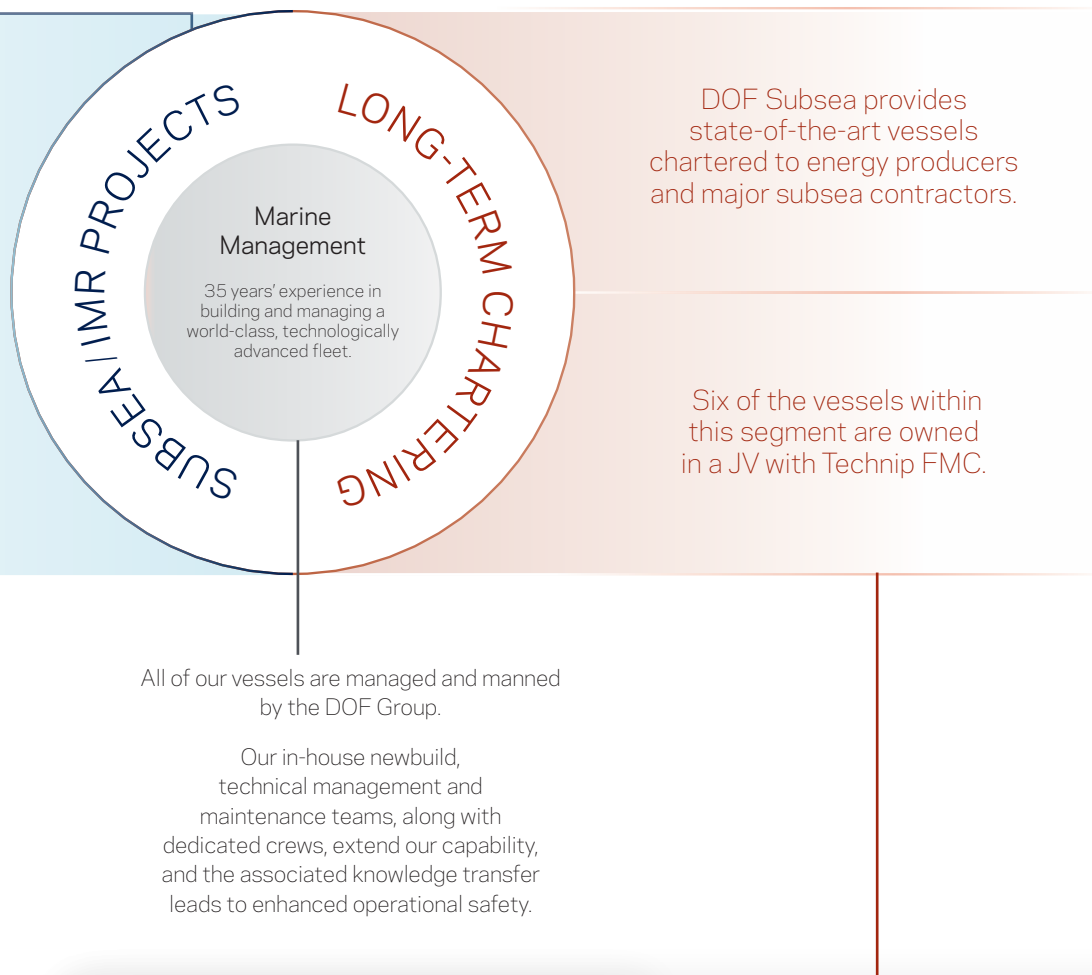 SUBSEA / IMR PROJECTS
LONG-TERM CHARTERING
Marine
Management
35 years’ experience in
building and managing a
world-class, technologically
advanced fleet.
DOF Subsea provides
state-of-the-art vessels
chartered to energy producers
and major subsea contractors.
Six of the vessels within
this segment are owned
in a JV with Technip FMC.
All of our vessels are managed and manned
by the DOF Group.
Our in-house newbuild,
technical management and
maintenance teams, along with
dedicated crews, extend our capability,
and the associated knowledge transfer
leads to enhanced operational safety.